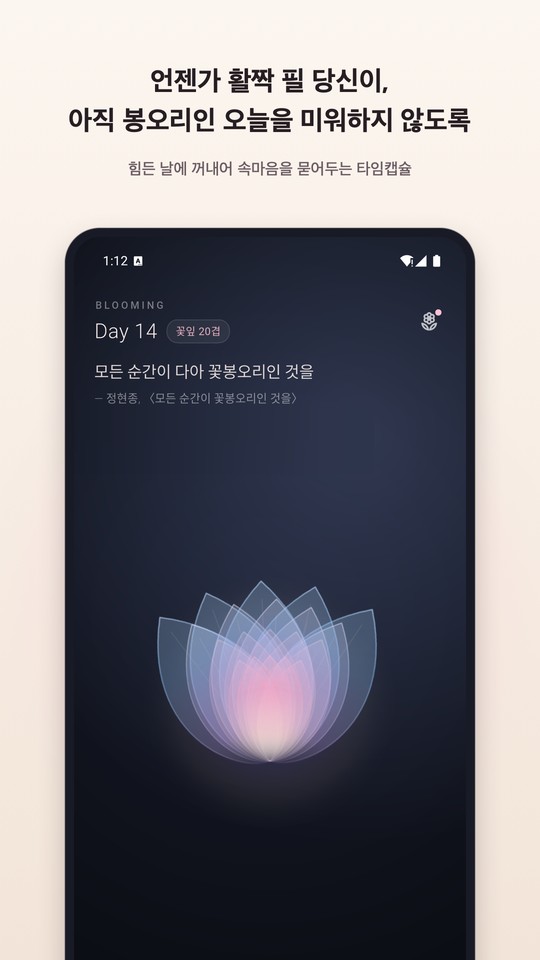 언젠가 활짝 필 당신이,
아직 봉오리인 오늘을 미워하지 않도록
힘든 날에 꺼내어 속마음을 묻어두는 타임캡슐
1:12 A
BLOOMING
Day 14 꽃잎 20겹
모든 순간이 다아 꽃봉오리인 것을
– 정현종, 〈모든 순간이 꽃봉오리인 것을〉